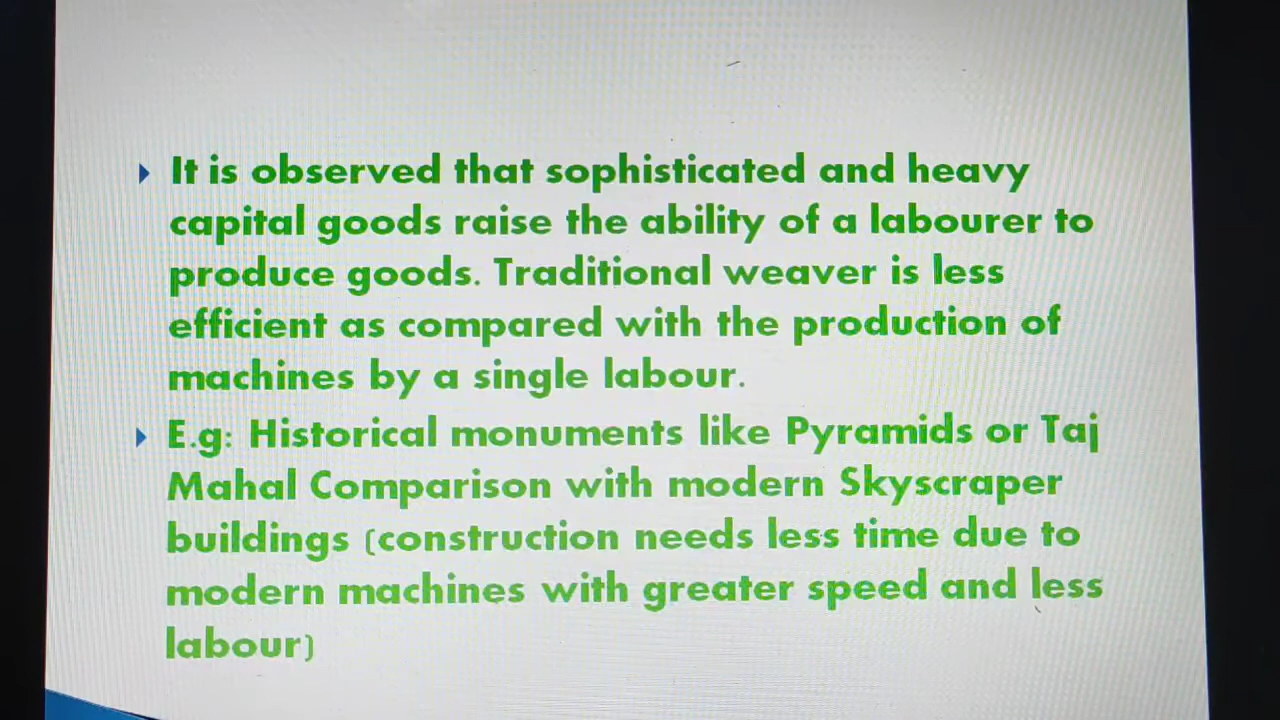 It is observed that sophisticated and heavy
capital goods raise the ability of a labourer to
produce goods. Traditional weaver is less
efficient as compared with the production of
machines by a single labour.
E.g: Historical monuments like Pyramids or Taj
Mahal Comparison with modern Skyscraper
buildings (construction needs less time due to
modern machines with greater speed and less
labour)